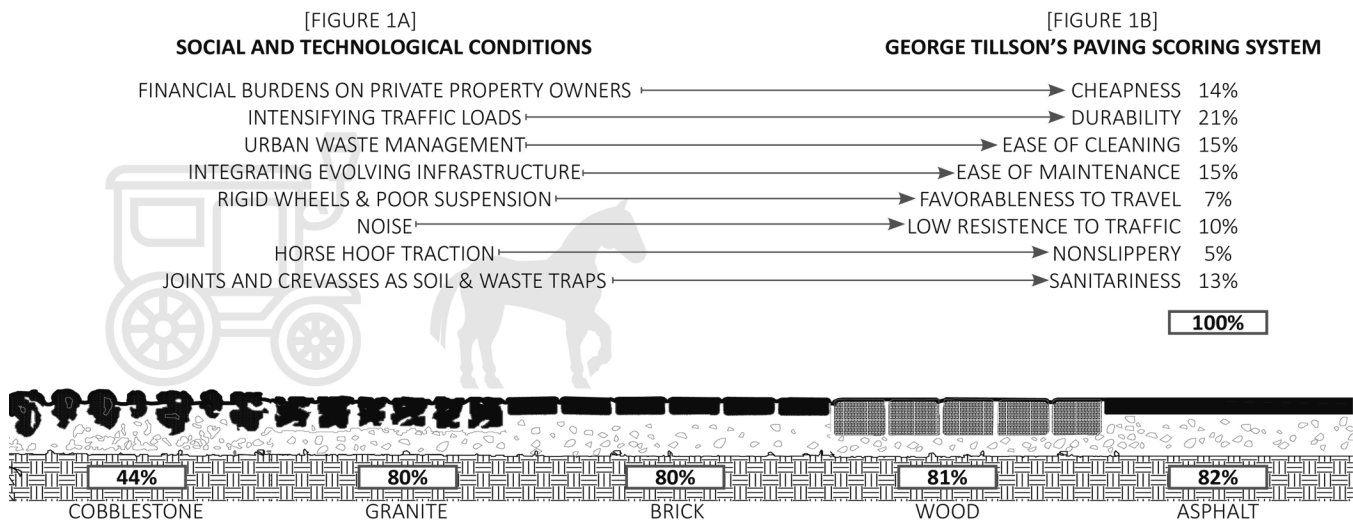 [FIGURE 1A] [FIGURE 1B]
SOCIAL AND TECHNOLOGICAL CONDITIONS GEORGE TILLSON’S PAVING SCORING SYSTEM
FINANCIAL BURDENS ON PRIVATE PROPERTY OWNERS CHEAPNESS 14%
INTENSIFYING TRAFFIC LOADS DURABILITY 21%
URBAN WASTE MANAGEMENT EASE OF CLEANING 15%
INTEGRATING EVOLVING INFRASTRUCTURE EASE OF MAINTENANCE 15%
RIGID WHEELS & POOR SUSPENSION FAVORABLENESS TO TRAVEL 7%
NOISE LOW RESISTENCE TO TRAFFIC 10%
HORSE HOOF TRACTION NONSLIPPERY 5%
JOINTS AND CREVASSES AS SOIL & WASTE TRAPS SANITARINESS 13%
100%
44% 80% 80% 81% 82%
COBBLESTONE GRANITE BRICK WOOD ASPHALT